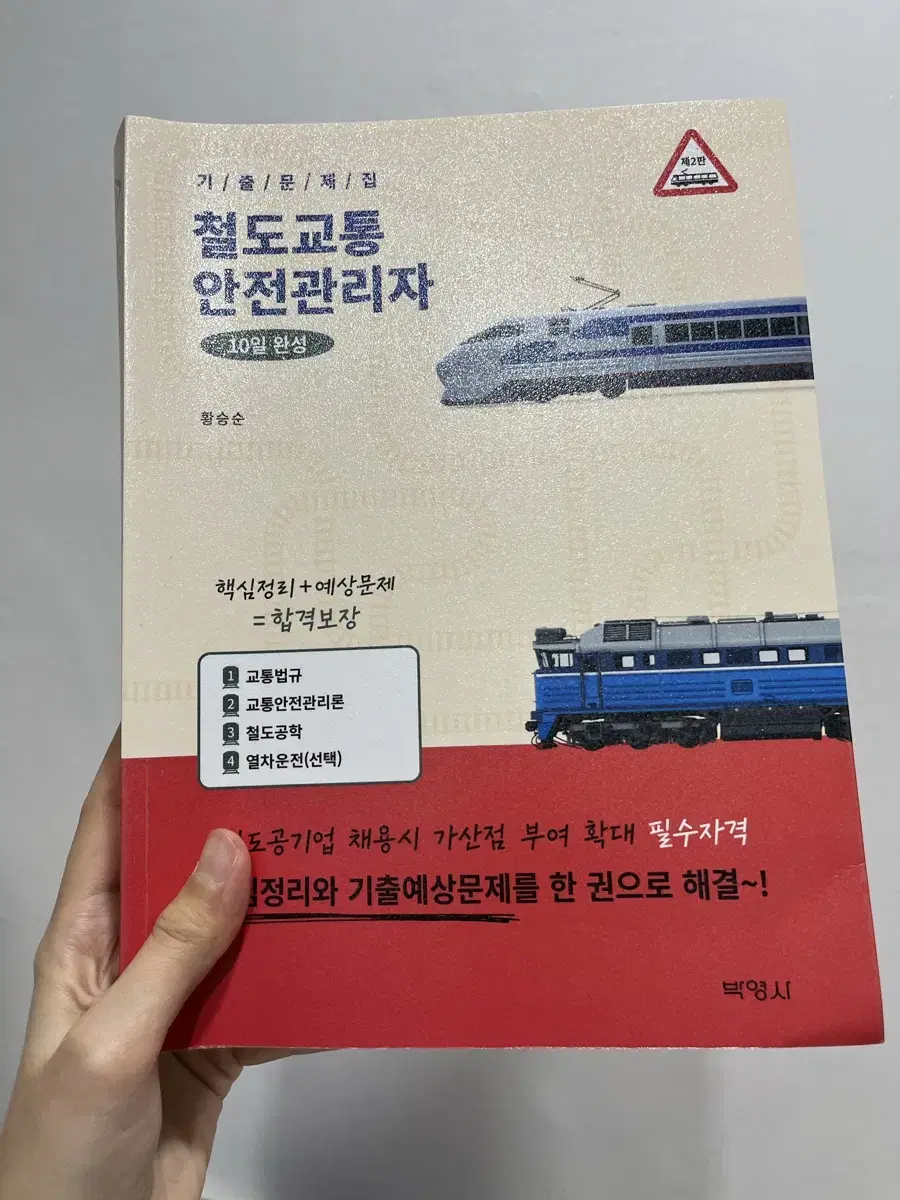 기/출/문/제/집
제2판
철도교통
안전관리자
10일 완성
황승순
핵심정리+예상문제
=합격보장
1 교통법규
2 교통안전관리론
3 철도공학
4 열차운전(선택)
도공기업 채용시 가산점 부여 확대 필수자격
심정리와 기출예상문제를 한 권으로 해결~!
박영사